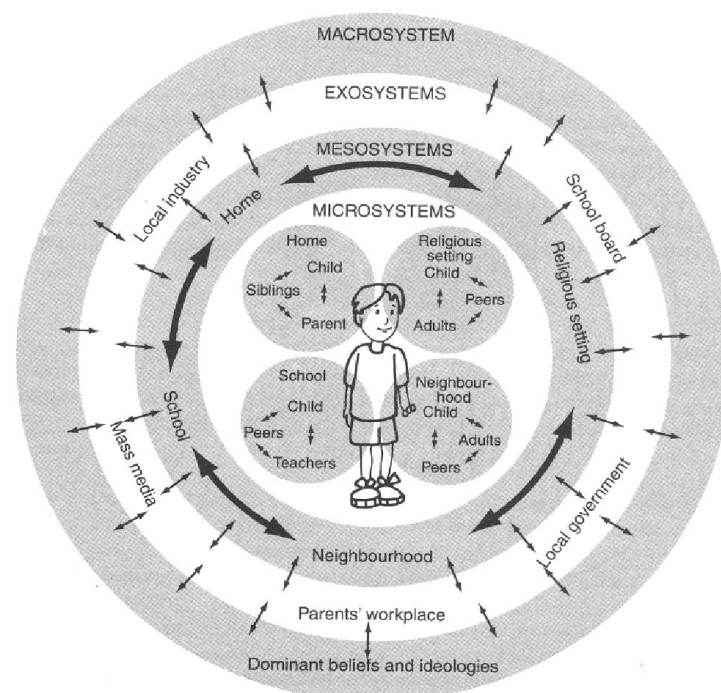 MACROSYSTEM
EXOSYSTEMS
MESOSYSTEMS
MICROSYSTEMS
Local industry
Home
School board
Religious setting
School
Mass media
Neighbourhood
Local government
Parents' workplace
Dominant beliefs and ideologies
Home
Child
Siblings
Parent
Religious
setting
Child
Peers
Adults
School
Child
Peers
Teachers
Neighbour-
hood
Child
Adults
Peers